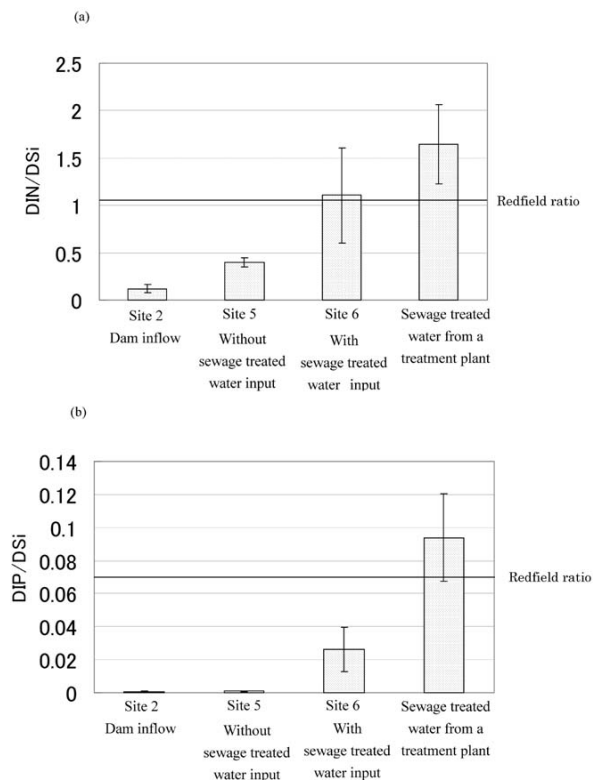 (a)
2.5
2
1.5
1
0.5
0
DIN/DSi
Redfield ratio
Site 2
Dam inflow
Site 5
Without
sewage treated
water input
Site 6
With
sewage treated
water input
Sewage treated
water from a
treatment plant
(b)
0.14
0.12
0.1
0.08
0.06
0.04
0.02
0
DIP/DSi
Redfield ratio
Site 2
Dam inflow
Site 5
Without
sewage treated
water input
Site 6
With
sewage treated
water input
Sewage treated
water from a
treatment plant